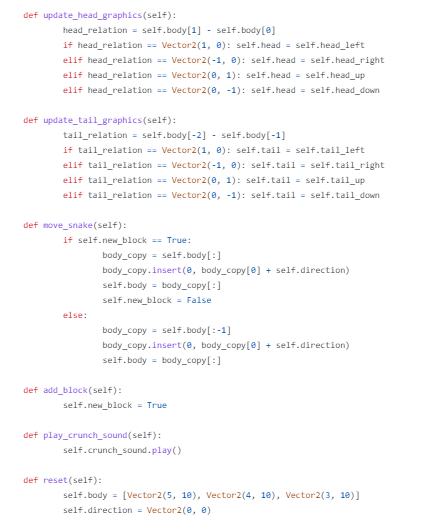 def update_head_graphics(self):
head_relation = self.body[1] - self.body[0]
if head_relation == Vector2(1, 0): self.head = self.head_left
elif head_relation == Vector2(-1, 0): self.head = self.head_right
elif head_relation == Vector2(0, 1): self.head = self.head_up
elif head_relation == Vector2(0, -1): self.head = self.head_down
def update_tail_graphics(self):
tail_relation = self.body[-2] - self.body[-1]
if tail_relation == Vector2(1, 0): self.tail = self.tail_left
elif tail_relation == Vector2(-1, 0): self.tail = self.tail_right
elif tail_relation == Vector2(0, 1): self.tail = self.tail_up
elif tail_relation == Vector2(0, -1): self.tail = self.tail_down
def move_snake(self):
if self.new_block == True:
body_copy = self.body[:]
body_copy.insert(0, body_copy[0] + self.direction)
self.body = body_copy[:]
self.new_block = False
else:
body_copy = self.body[:-1]
body_copy.insert(0, body_copy[0] + self.direction)
self.body = body_copy[:]
def add_block(self):
self.new_block = True
def play_crunch_sound(self):
self.crunch_sound.play()
def reset(self):
self.body = [Vector2(5, 10), Vector2(4, 10), Vector2(3, 10)]
self.direction = Vector2(0, 0)